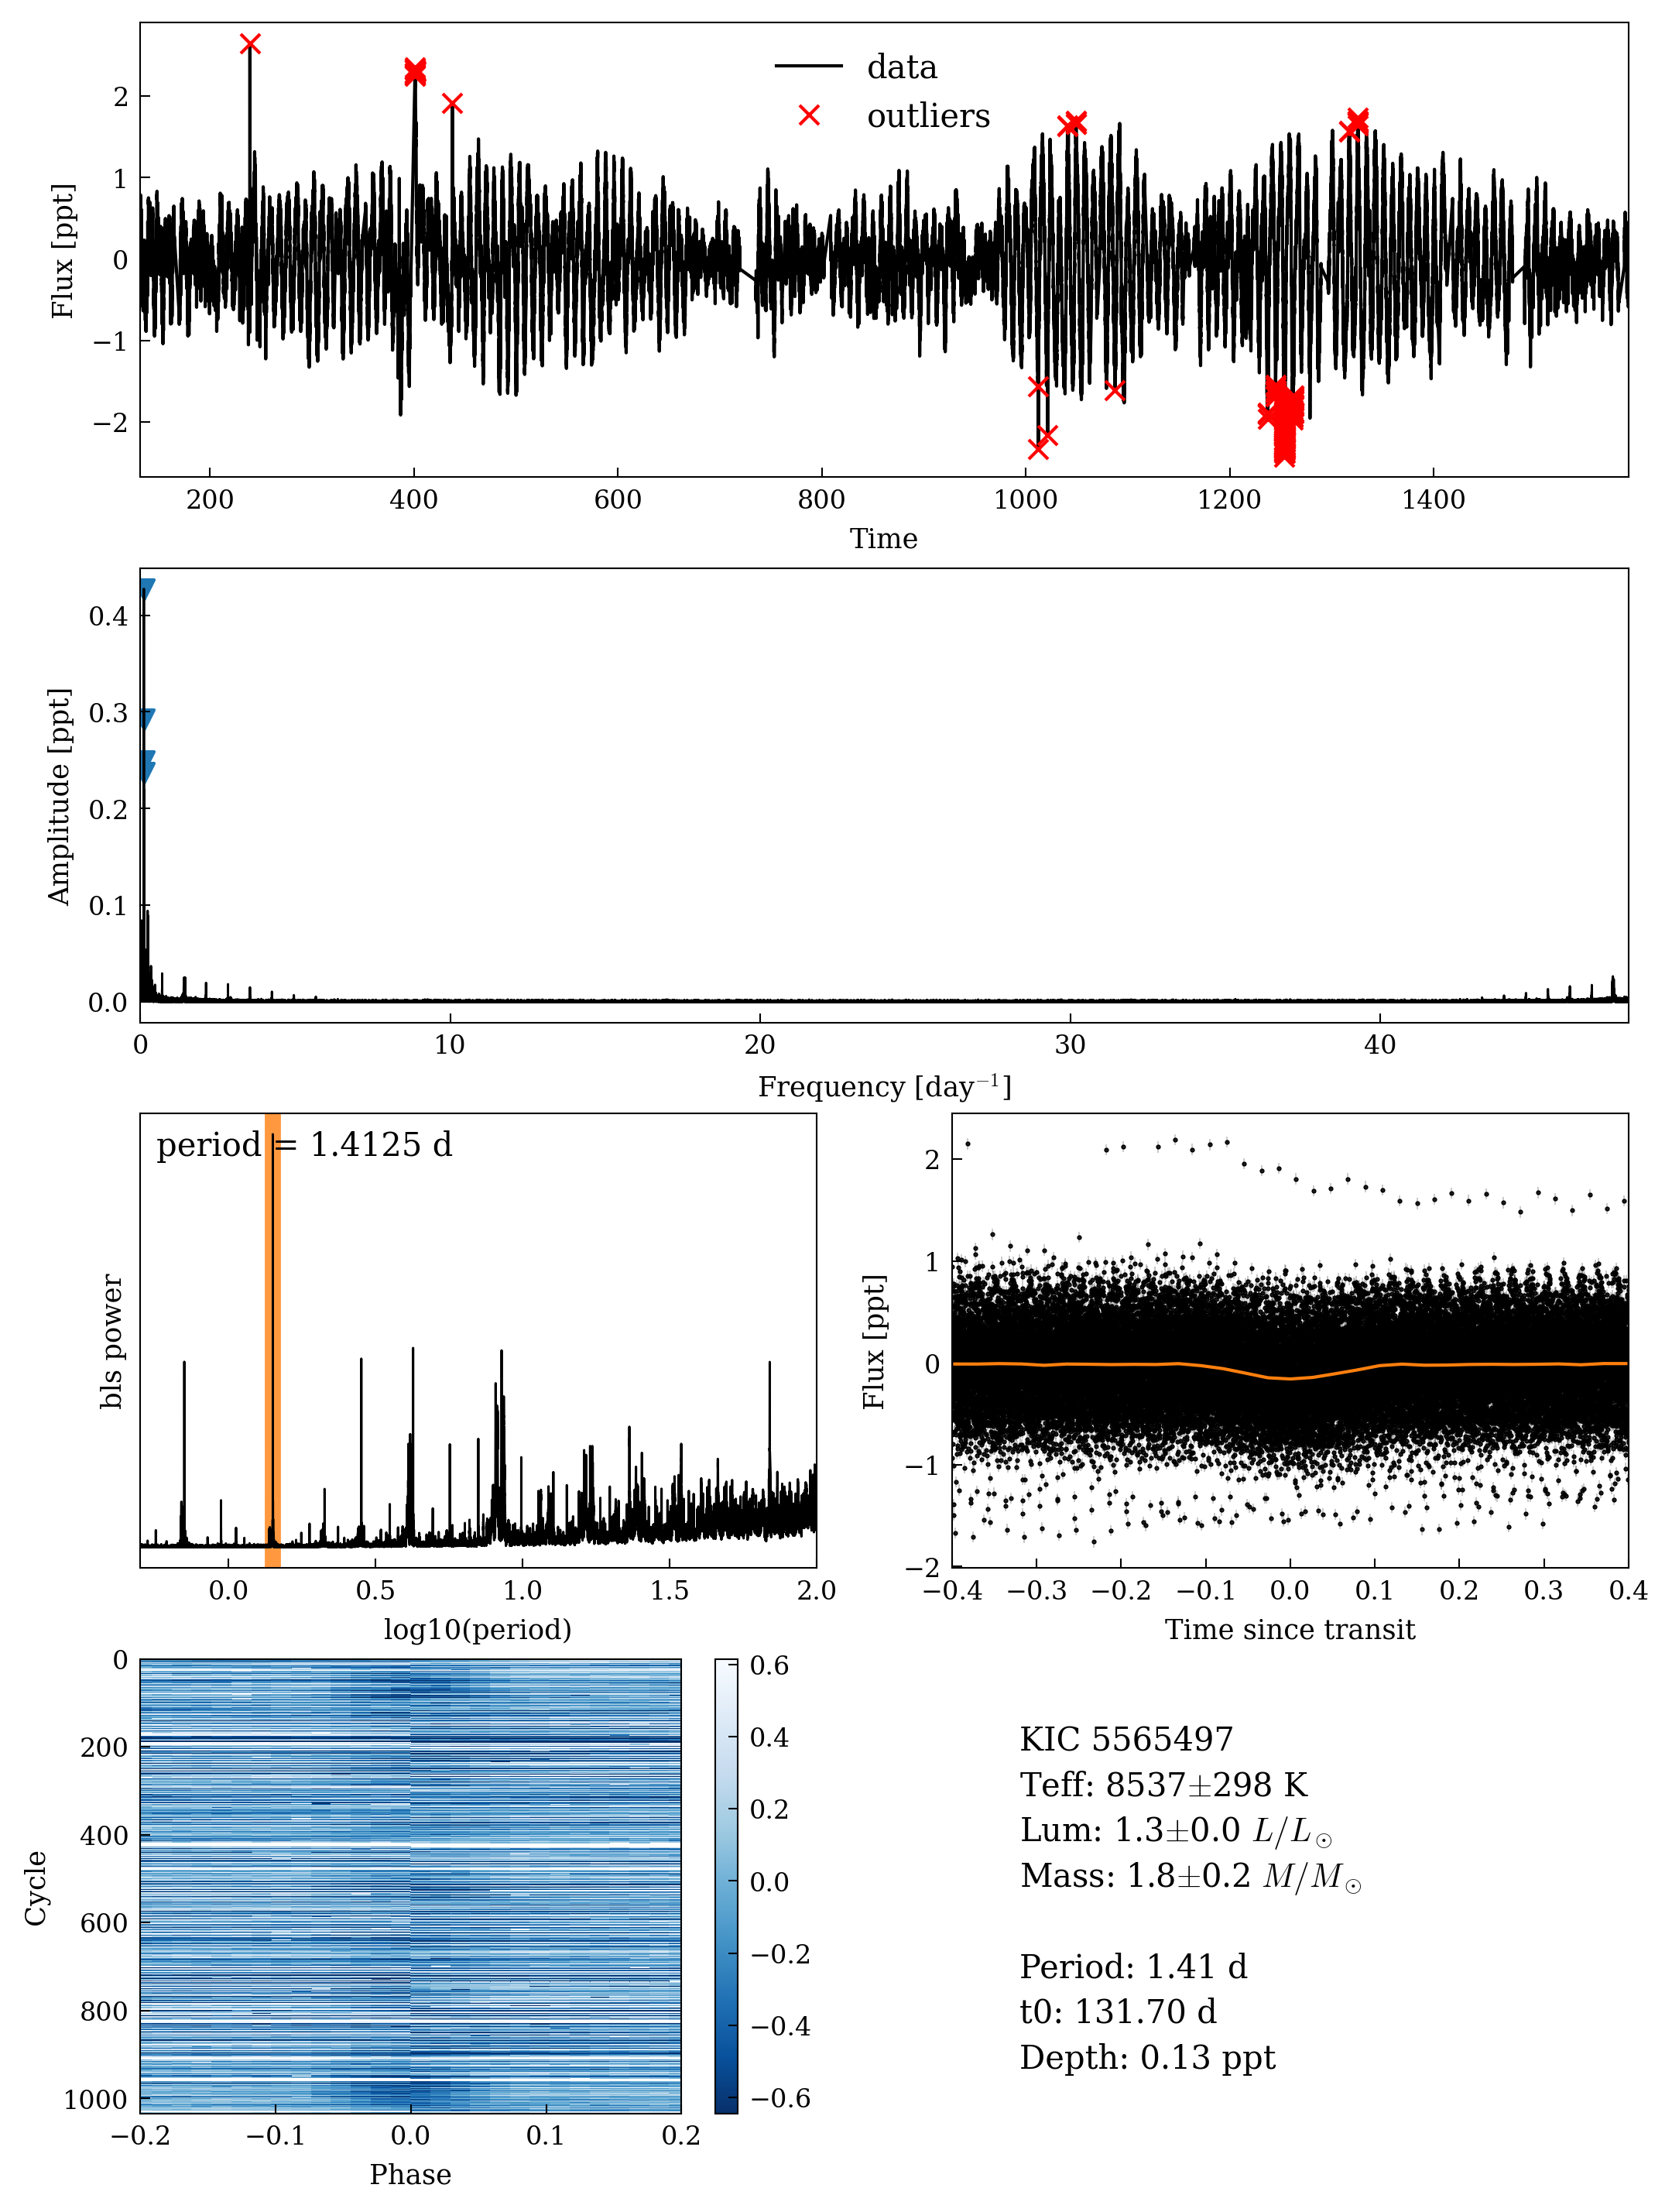 data
outliers
2
1
0
−1
−2
Flux [ppt]
200 400 600 800 1000 1200 1400
Time
0.4
0.3
0.2
0.1
0.0
Amplitude [ppt]
0 10 20 30 40
Frequency [day⁻¹]
period = 1.4125 d
bls power
0.0 0.5 1.0 1.5 2.0
log10(period)
2
1
0
−1
−2
Flux [ppt]
−0.4 −0.3 −0.2 −0.1 0.0 0.1 0.2 0.3 0.4
Time since transit
0
200
400
600
800
1000
Cycle
−0.2 −0.1 0.0 0.1 0.2
Phase
0.6
0.4
0.2
0.0
−0.2
−0.4
−0.6
KIC 5565497
Teff: 8537±298 K
Lum: 1.3±0.0 L/L⊙
Mass: 1.8±0.2 M/M⊙
Period: 1.41 d
t0: 131.70 d
Depth: 0.13 ppt